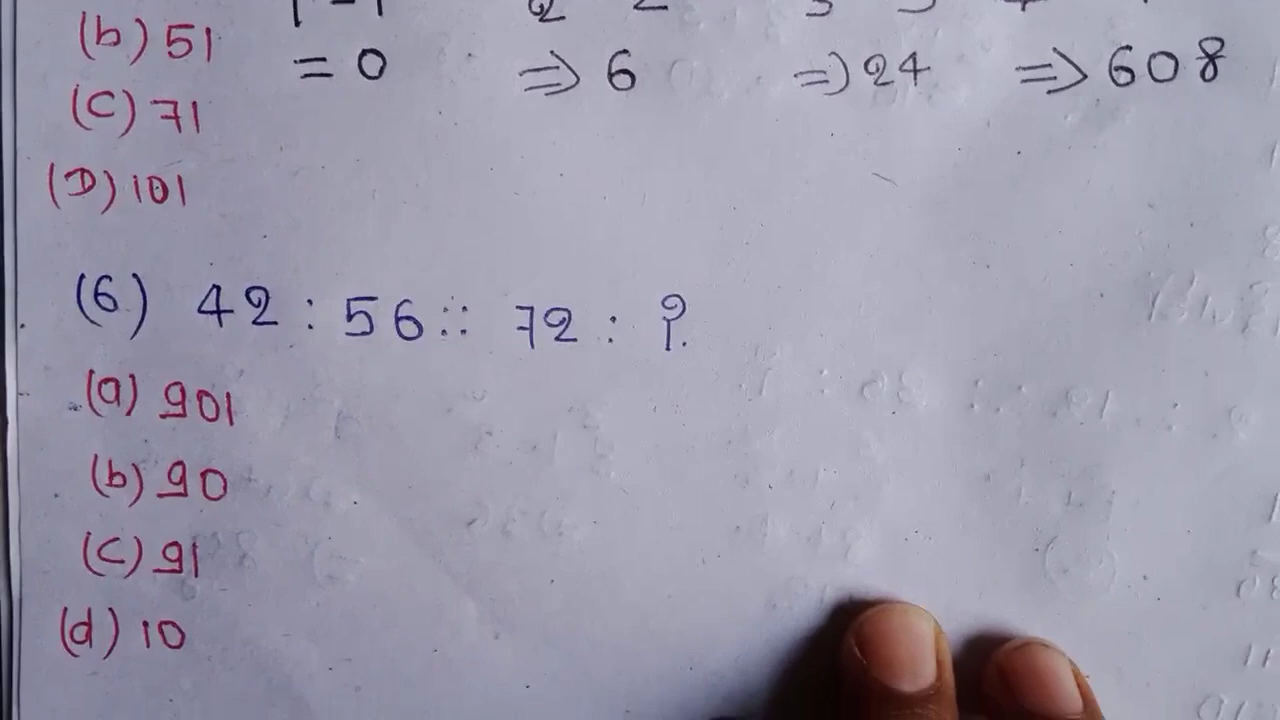 (b) 51
= 0 => 6 => 24 => 608
(C) 71
(D) 101
(6) 42 : 56 :: 72 : ?
(a) 901
(b) 90
(C) 91
(d) 10